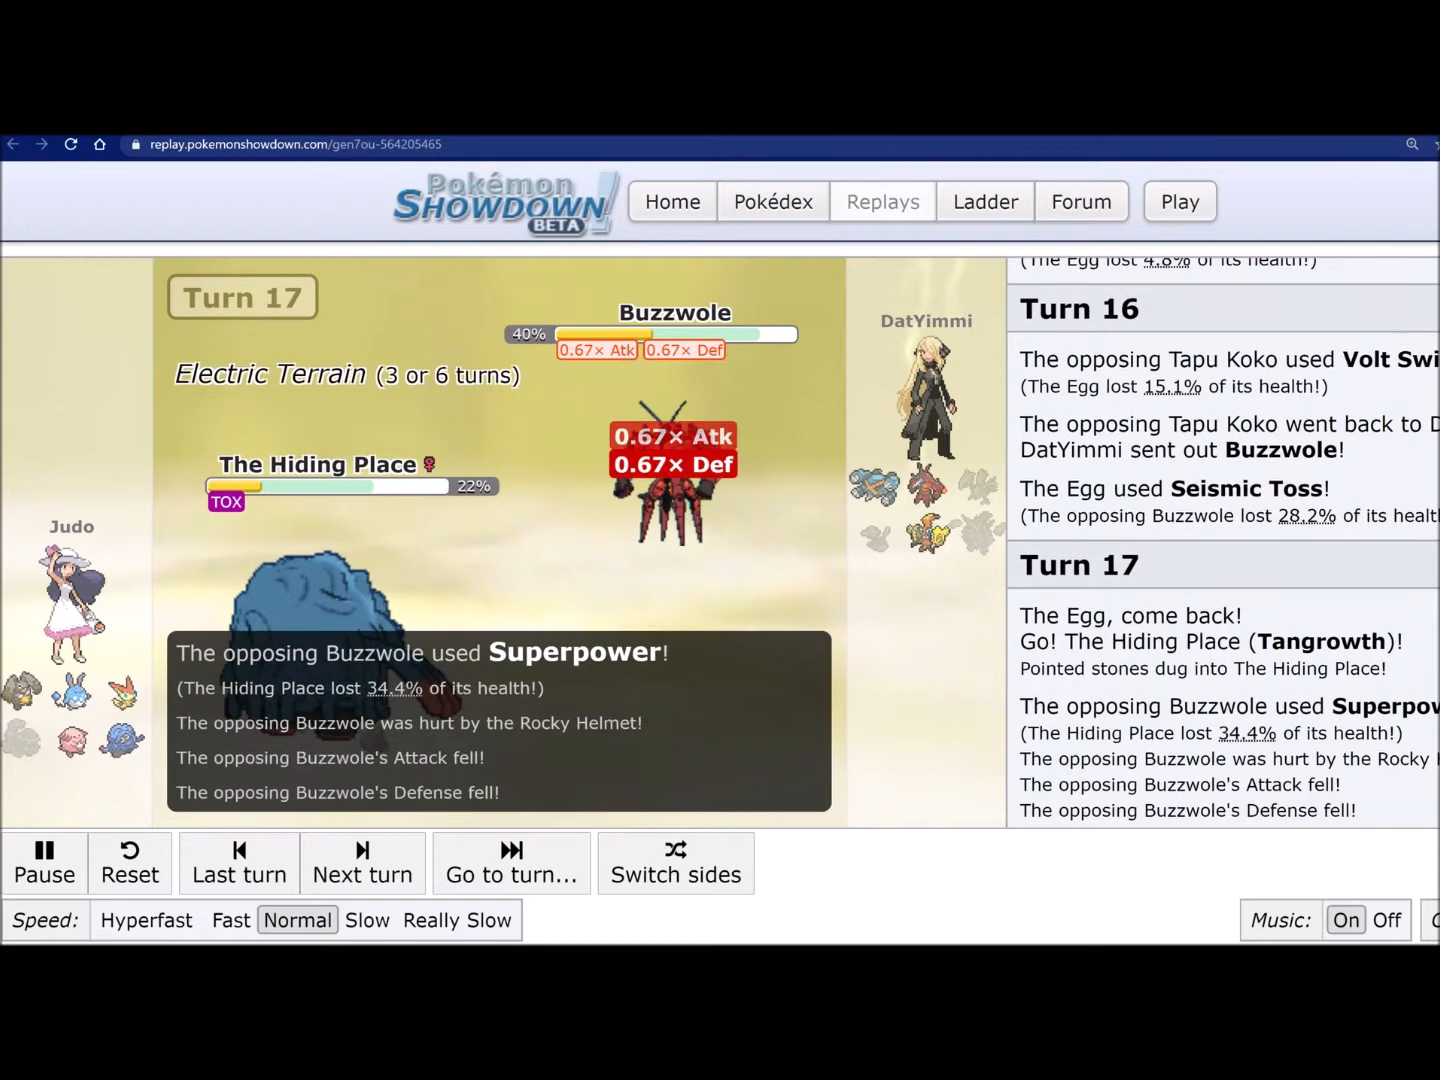 replay.pokemonshowdown.com/gen7ou-564205465
Pokémon
SHOWDOWN!
BETA
Home
Pokédex
Replays
Ladder
Forum
Play
Turn 17
Buzzwole
40%
0.67× Atk
0.67× Def
Electric Terrain (3 or 6 turns)
0.67× Atk
0.67× Def
The Hiding Place
22%
TOX
Judo
DatYimmi
The opposing Buzzwole used Superpower!
(The Hiding Place lost 34.4% of its health!)
The opposing Buzzwole was hurt by the Rocky Helmet!
The opposing Buzzwole's Attack fell!
The opposing Buzzwole's Defense fell!
(The Egg lost 4.8% of its health!)
Turn 16
The opposing Tapu Koko used Volt Swi
(The Egg lost 15.1% of its health!)
The opposing Tapu Koko went back to D
DatYimmi sent out Buzzwole!
The Egg used Seismic Toss!
(The opposing Buzzwole lost 28.2% of its healt
Turn 17
The Egg, come back!
Go! The Hiding Place (Tangrowth)!
Pointed stones dug into The Hiding Place!
The opposing Buzzwole used Superpow
(The Hiding Place lost 34.4% of its health!)
The opposing Buzzwole was hurt by the Rocky
The opposing Buzzwole's Attack fell!
The opposing Buzzwole's Defense fell!
Pause
Reset
Last turn
Next turn
Go to turn...
Switch sides
Speed:
Hyperfast
Fast
Normal
Slow
Really Slow
Music:
On
Off